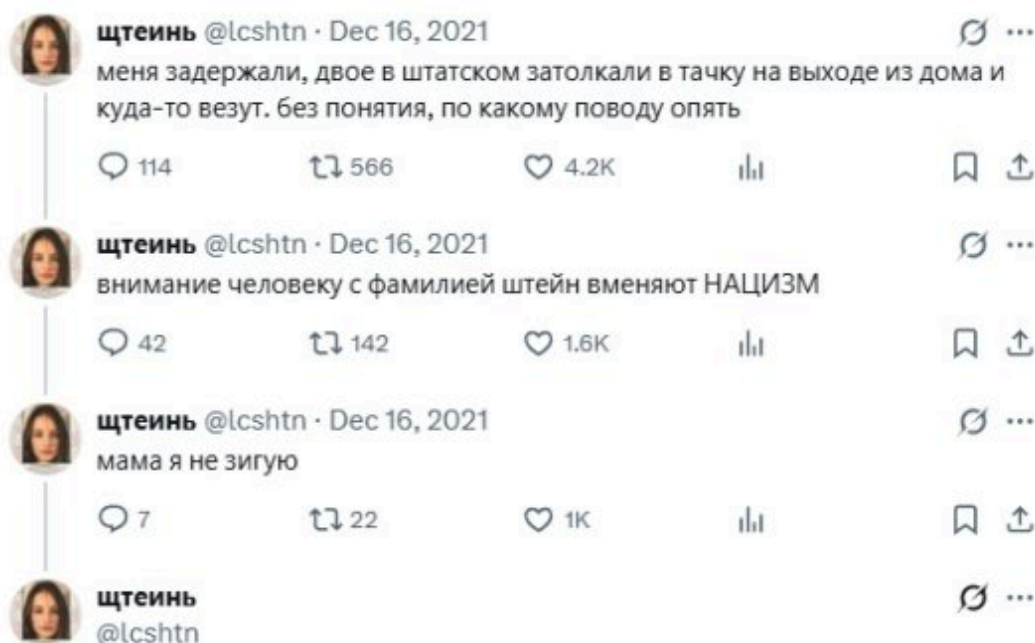 щтеинь @lcshtn · Dec 16, 2021
меня задержали, двое в штатском затолкали в тачку на выходе из дома и
куда-то везут. без понятия, по какому поводу опять
114 566 4.2K
щтеинь @lcshtn · Dec 16, 2021
внимание человеку с фамилией штейн вменяют НАЦИЗМ
42 142 1.6K
щтеинь @lcshtn · Dec 16, 2021
мама я не зигую
7 22 1K
щтеинь
@lcshtn